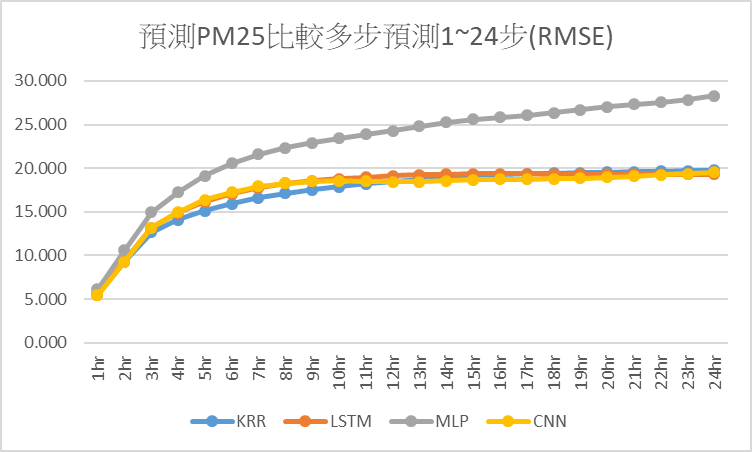 預測PM25比較多步預測1~24步(RMSE)
30.000
25.000
20.000
15.000
10.000
5.000
0.000
1hr 2hr 3hr 4hr 5hr 6hr 7hr 8hr 9hr 10hr 11hr 12hr 13hr 14hr 15hr 16hr 17hr 18hr 19hr 20hr 21hr 22hr 23hr 24hr
KRR LSTM MLP CNN